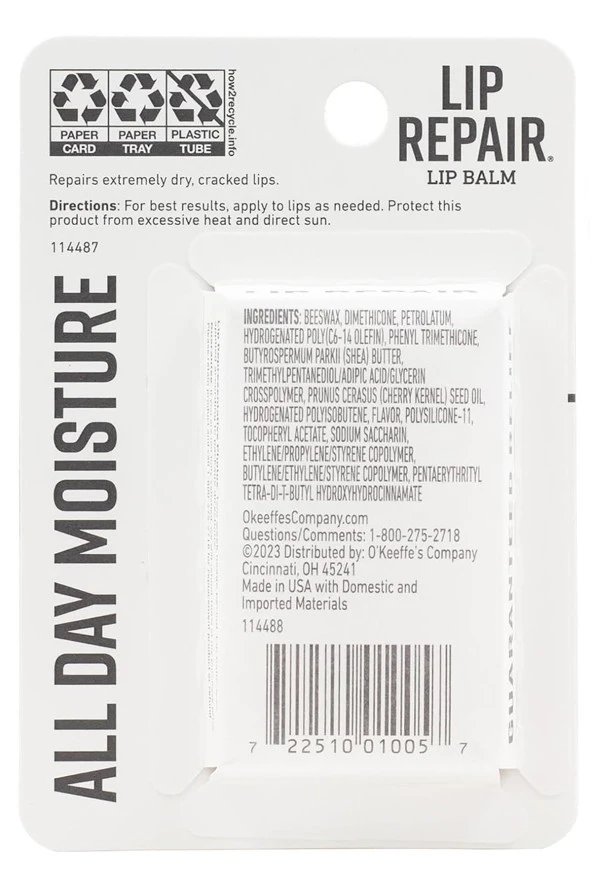 PAPER CARD
PAPER TRAY
PLASTIC TUBE
how2recycle.info
LIP
REPAIR®
LIP BALM
Repairs extremely dry, cracked lips.
Directions: For best results, apply to lips as needed. Protect this
product from excessive heat and direct sun.
114487
ALL DAY MOISTURE
LIP REPAIR
INGREDIENTS: BEESWAX, DIMETHICONE, PETROLATUM,
HYDROGENATED POLY(C6-14 OLEFIN), PHENYL TRIMETHICONE,
BUTYROSPERMUM PARKII (SHEA) BUTTER,
TRIMETHYLPENTANEDIOL/ADIPIC ACID/GLYCERIN
CROSSPOLYMER, PRUNUS CERASUS (CHERRY KERNEL) SEED OIL,
HYDROGENATED POLYISOBUTENE, FLAVOR, POLYSILICONE-11,
TOCOPHERYL ACETATE, SODIUM SACCHARIN,
ETHYLENE/PROPYLENE/STYRENE COPOLYMER,
BUTYLENE/ETHYLENE/STYRENE COPOLYMER, PENTAERYTHRITYL
TETRA-DI-T-BUTYL HYDROXYHYDROCINNAMATE
OkeeffesCompany.com
Questions/Comments: 1-800-275-2718
©2023 Distributed by: O'Keeffe's Company
Cincinnati, OH 45241
Made in USA with Domestic and
Imported Materials
114488
7 22510 01005 7
GUARANTEED